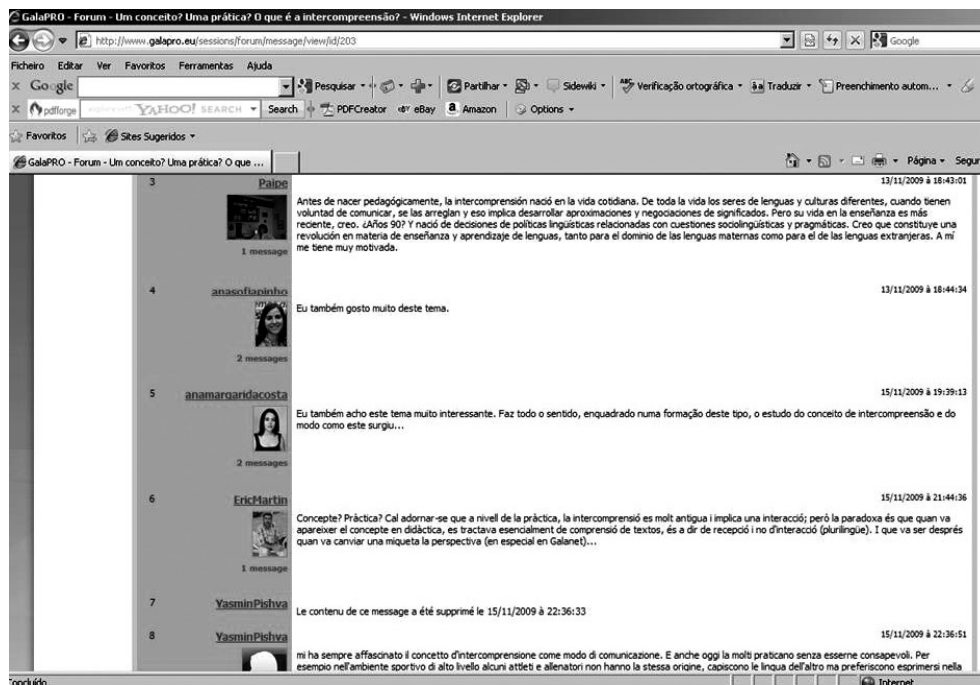 GalaPRO - Forum - Um conceito? Uma prática? O que é a intercompreensão? - Windows Internet Explorer
http://www.galapro.eu/sessions/forum/message/view/id/203
Google
Ficheiro Editar Ver Favoritos Ferramentas Ajuda
x Google Pesquisar Partilhar Sidewiki Verificação ortográfica Traduzir Preenchimento autom...
x pdfforge YAHOO! SEARCH Search PDFCreator eBay Amazon Options
Favoritos Sites Sugeridos
GalaPRO - Forum - Um conceito? Uma prática? O que ... Página Segur
3 Paipe 13/11/2009 à 18:43:01
Antes de nacer pedagógicamente, la intercomprensión nació en la vida cotidiana. De toda la vida los seres de lenguas y culturas diferentes, cuando tienen
voluntad de comunicar, se las arreglan y eso implica desarrollar aproximaciones y negociaciones de significados. Pero su vida en la enseñanza es más
reciente, creo. ¿Años 90? Y nació de decisiones de políticas lingüísticas relacionadas con cuestiones sociolingüísticas y pragmáticas. Creo que constituye una
revolución en materia de enseñanza y aprendizaje de lenguas, tanto para el dominio de las lenguas maternas como para el de las lenguas extranjeras. A mí
me tiene muy motivada.
1 message
4 anasofiapinho 13/11/2009 à 18:44:34
Eu também gosto muito deste tema.
2 messages
5 anamargaridacosta 15/11/2009 à 19:39:13
Eu também acho este tema muito interessante. Faz todo o sentido, enquadrado numa formação deste tipo, o estudo do conceito de intercompreensão e do
modo como este surgiu...
2 messages
6 EricMartin 15/11/2009 à 21:44:36
Concepte? Pràctica? Cal adornar-se que a nivell de la pràctica, la intercomprensió es molt antigua i implica una interacció; però la paradoxa és que quan va
apareixer el concepte en didàctica, es tractava esencialment de comprensió de textos, és a dir de recepció i no d'interacció (plurilingüe). I que va ser després
quan va canviar una miqueta la perspectiva (en especial en Galanet)...
1 message
7 YasminPishva
Le contenu de ce message a été supprimé le 15/11/2009 à 22:36:33
8 YasminPishva 15/11/2009 à 22:36:51
mi ha sempre affascinato il concetto d'intercomprensione come modo di comunicazione. E anche oggi la molti praticano senza esserne consapevoli. Per
esempio nell'ambiente sportivo di alto livello alcuni attleti e allenatori non hanno la stessa origine, capiscono le lingua dell'altro ma preferiscono esprimersi nella
Concluído Internet